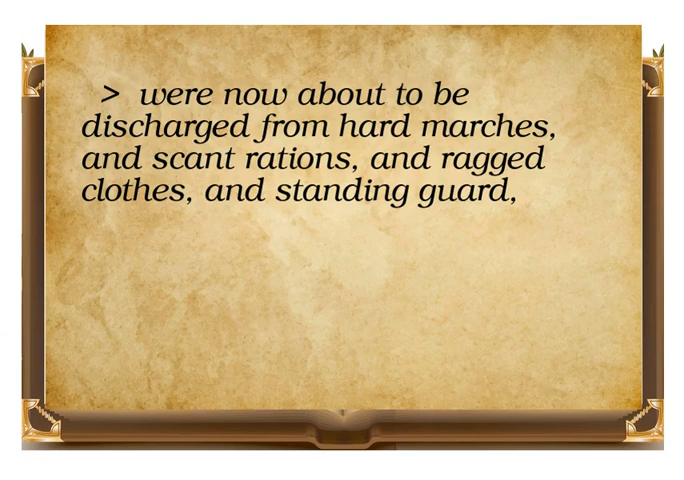 > were now about to be
discharged from hard marches,
and scant rations, and ragged
clothes, and standing guard,